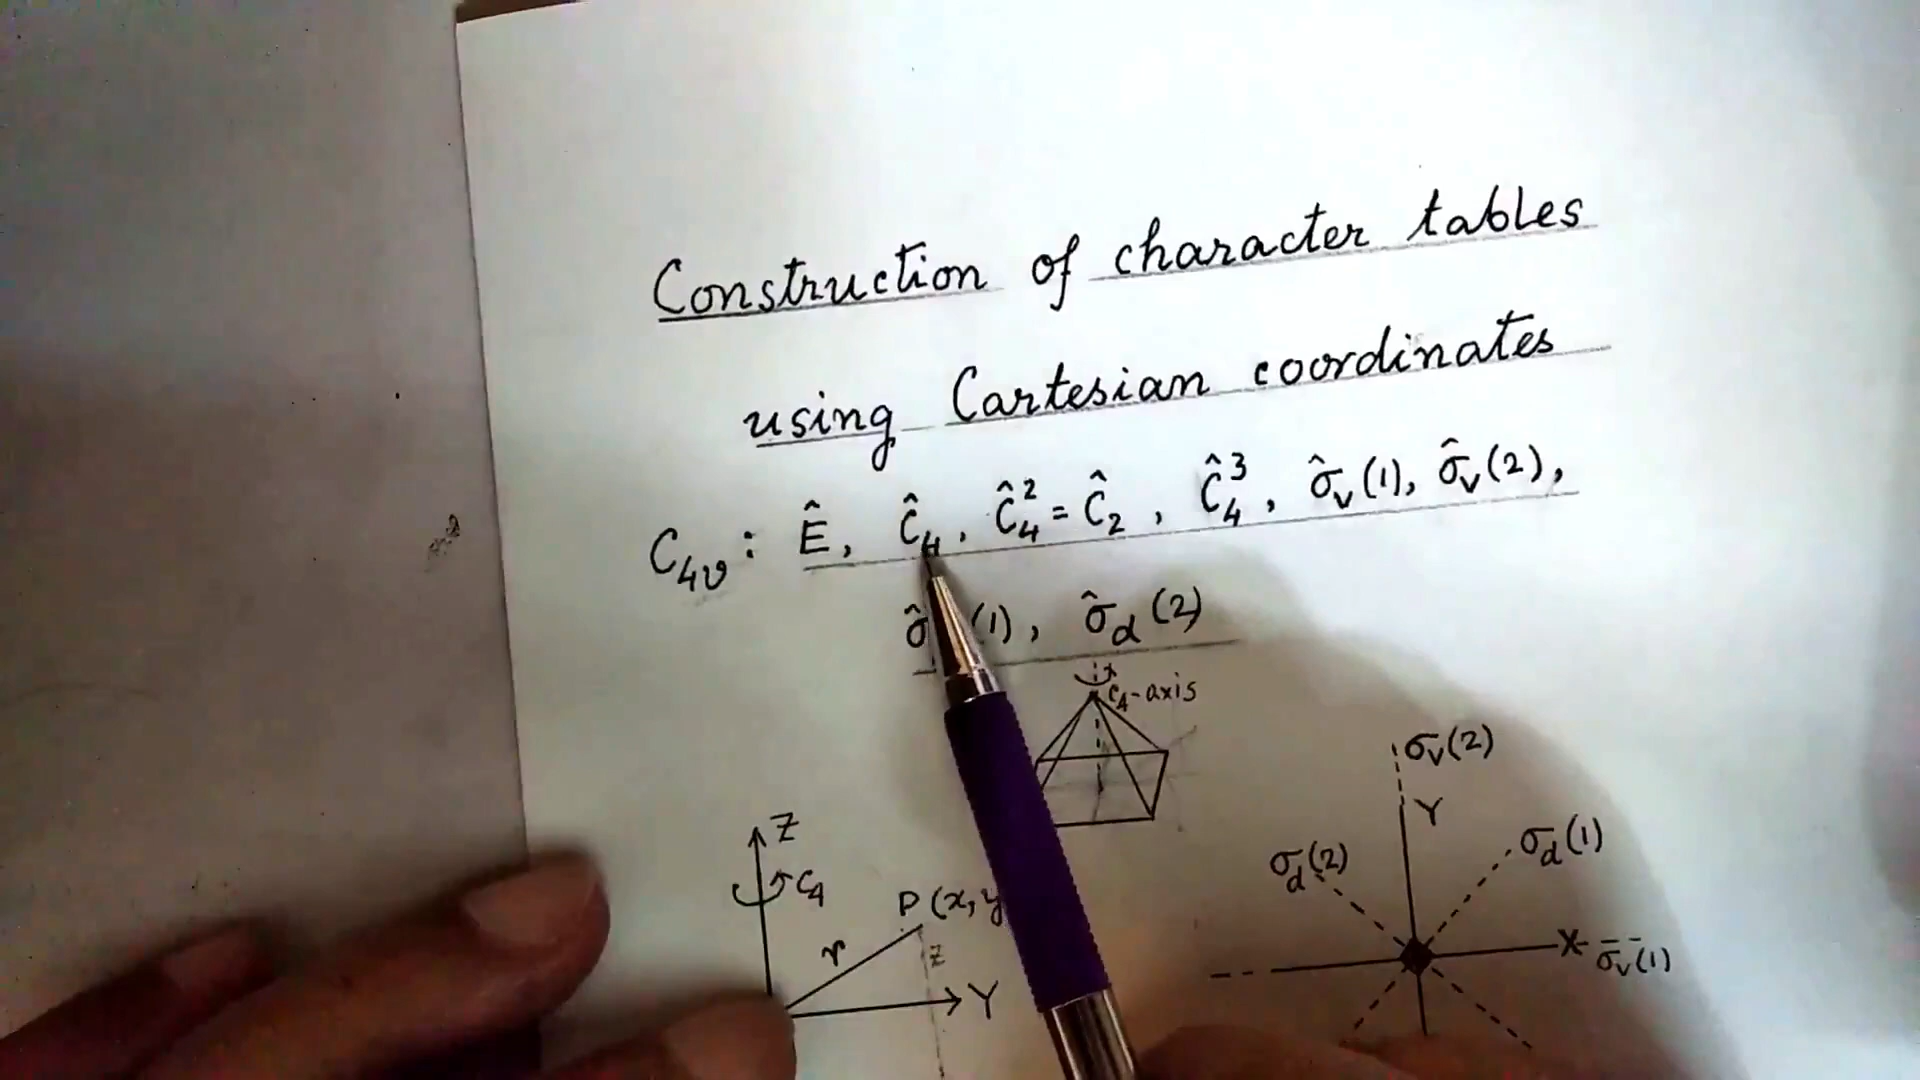 Construction of character tables
using Cartesian coordinates
C₄ᵥ : Ê, Ĉ₄, Ĉ₄² = Ĉ₂, Ĉ₄³, σ̂ᵥ(1), σ̂ᵥ(2),
σ̂ (1), σ̂d(2)
C₄-axis
σᵥ(2)
Y
Z
C₄
σd(2)
σd(1)
P(x, y
r
z
X
σᵥ(1)
Y